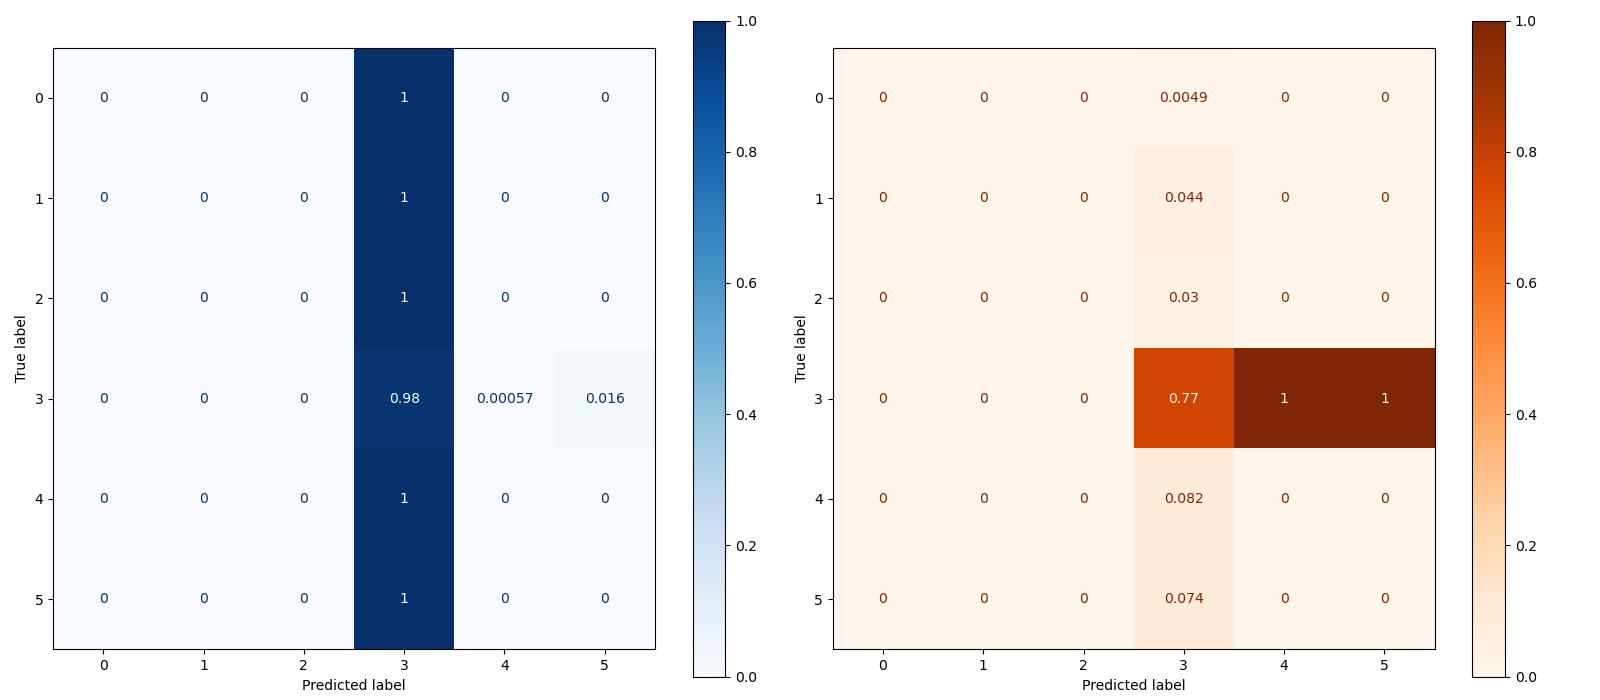 1.0 1.0
0 0 0 0 1 0 0 0 0 0 0 0.0049 0 0
0.8 0.8
1 0 0 0 1 0 0 1 0 0 0 0.044 0 0
0.6 0.6
2 0 0 0 1 0 0 2 0 0 0 0.03 0 0
True label True label
3 0 0 0 0.98 0.00057 0.016 3 0 0 0 0.77 1 1
0.4 0.4
4 0 0 0 1 0 0 4 0 0 0 0.082 0 0
0.2 0.2
5 0 0 0 1 0 0 5 0 0 0 0.074 0 0
0 1 2 3 4 5 0.0 0 1 2 3 4 5 0.0
Predicted label Predicted label